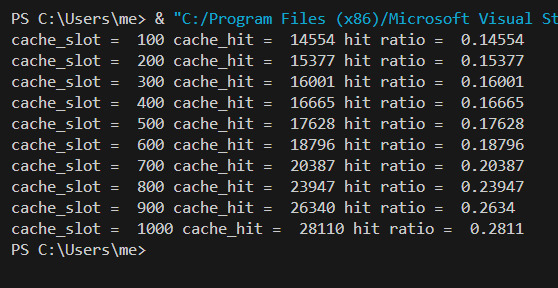 PS C:\Users\me> & "C:/Program Files (x86)/Microsoft Visual St
cache_slot =  100 cache_hit =  14554 hit ratio =  0.14554
cache_slot =  200 cache_hit =  15377 hit ratio =  0.15377
cache_slot =  300 cache_hit =  16001 hit ratio =  0.16001
cache_slot =  400 cache_hit =  16665 hit ratio =  0.16665
cache_slot =  500 cache_hit =  17628 hit ratio =  0.17628
cache_slot =  600 cache_hit =  18796 hit ratio =  0.18796
cache_slot =  700 cache_hit =  20387 hit ratio =  0.20387
cache_slot =  800 cache_hit =  23947 hit ratio =  0.23947
cache_slot =  900 cache_hit =  26340 hit ratio =  0.2634
cache_slot =  1000 cache_hit =  28110 hit ratio =  0.2811
PS C:\Users\me>